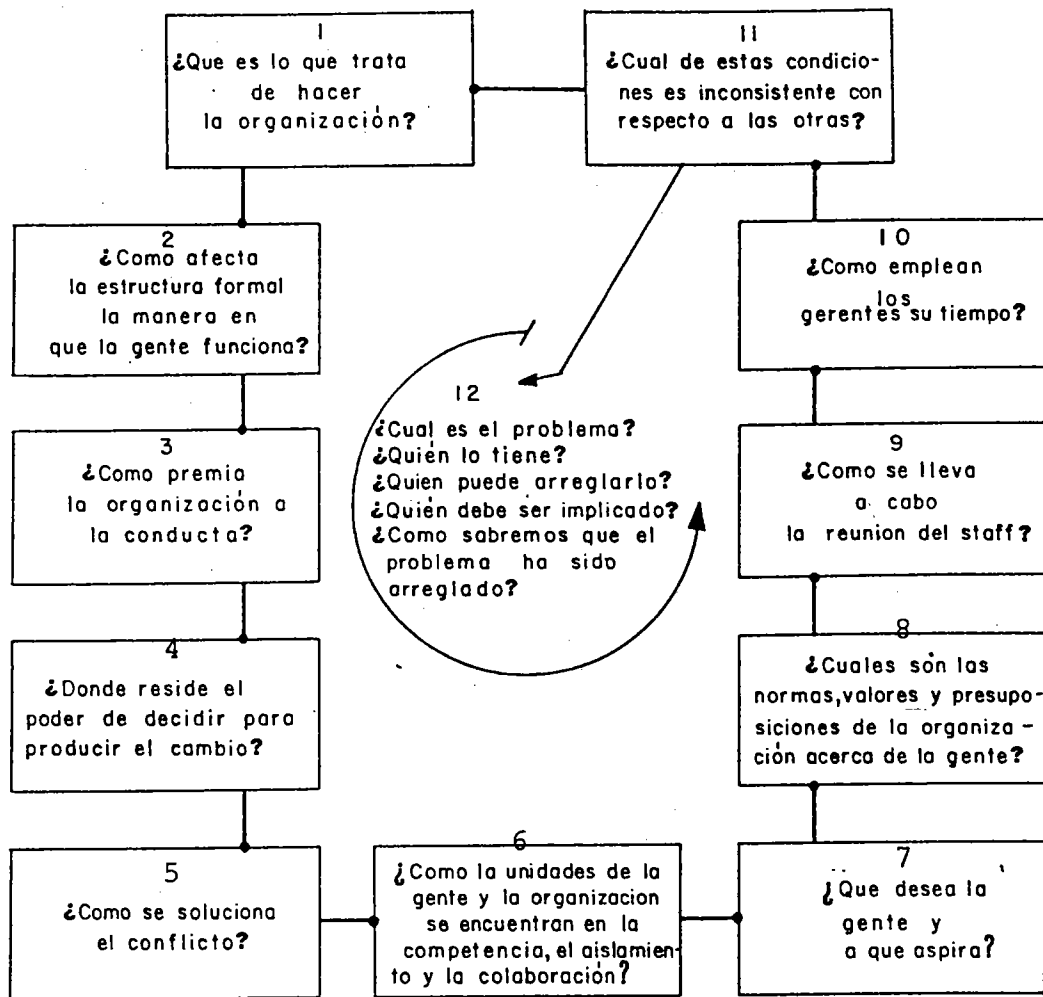 1
¿Que es lo que trata
de hacer
la organización?
2
¿Como afecta
la estructura formal
la manera en
que la gente funciona?
3
¿Como premia
la organización a
la conducta?
4
¿Donde reside el
poder de decidir para
producir el cambio?
5
¿Como se soluciona
el conflicto?
6
¿Como la unidades de la
gente y la organizacion
se encuentran en la
competencia, el aislamien-
to y la colaboración?
7
¿Que desea la
gente y
a que aspira?
8
¿Cuales són las
normas, valores y presupo-
siciones de la organiza-
ción acerca de la gente?
9
¿Como se lleva
a cabo
la reunion del staff?
10
¿Como emplean
los
gerentes su tiempo?
11
¿Cual de estas condicio-
nes es inconsistente con
respecto a las otras?
12
¿Cual es el problema?
¿Quién lo tiene?
¿Quien puede arreglarlo?
¿Quién debe ser implicado?
¿Como sabremos que el
problema ha sido
arreglado?